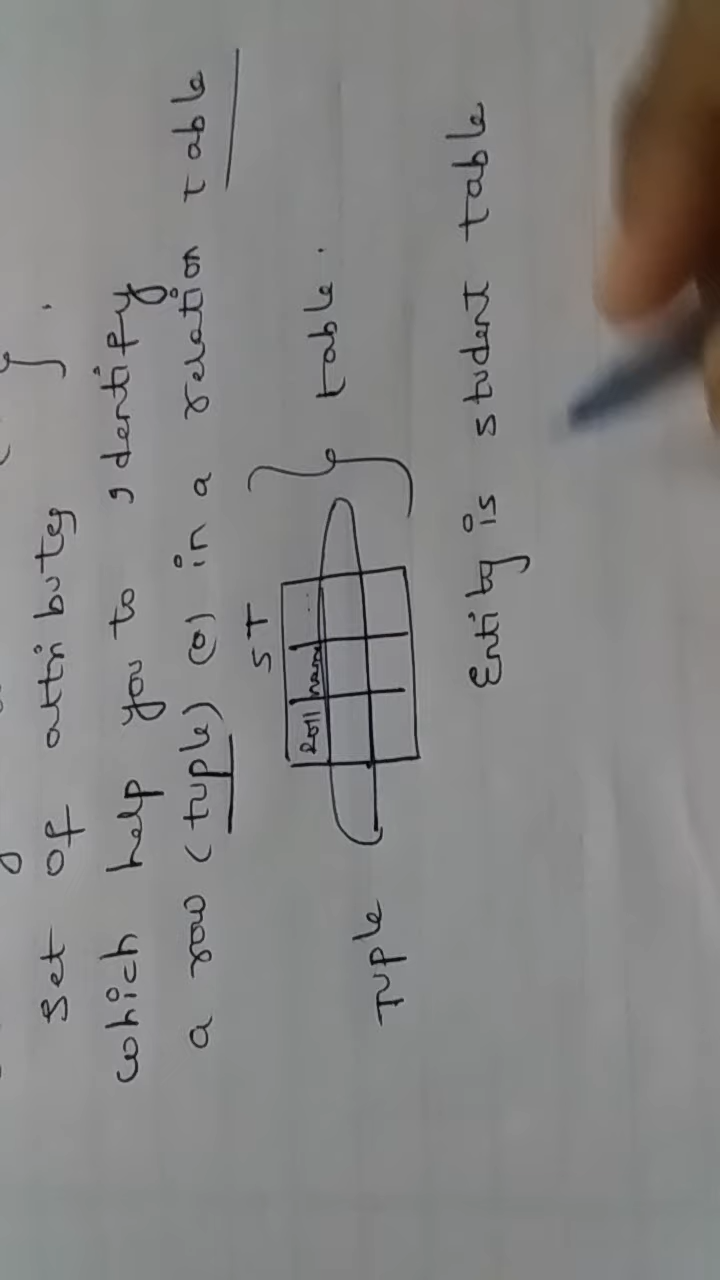 Set of attributes
which help you to identify
a row (tuple) (or) in a relation table
ST
roll name ..
table.
Tuple
Entity is student table